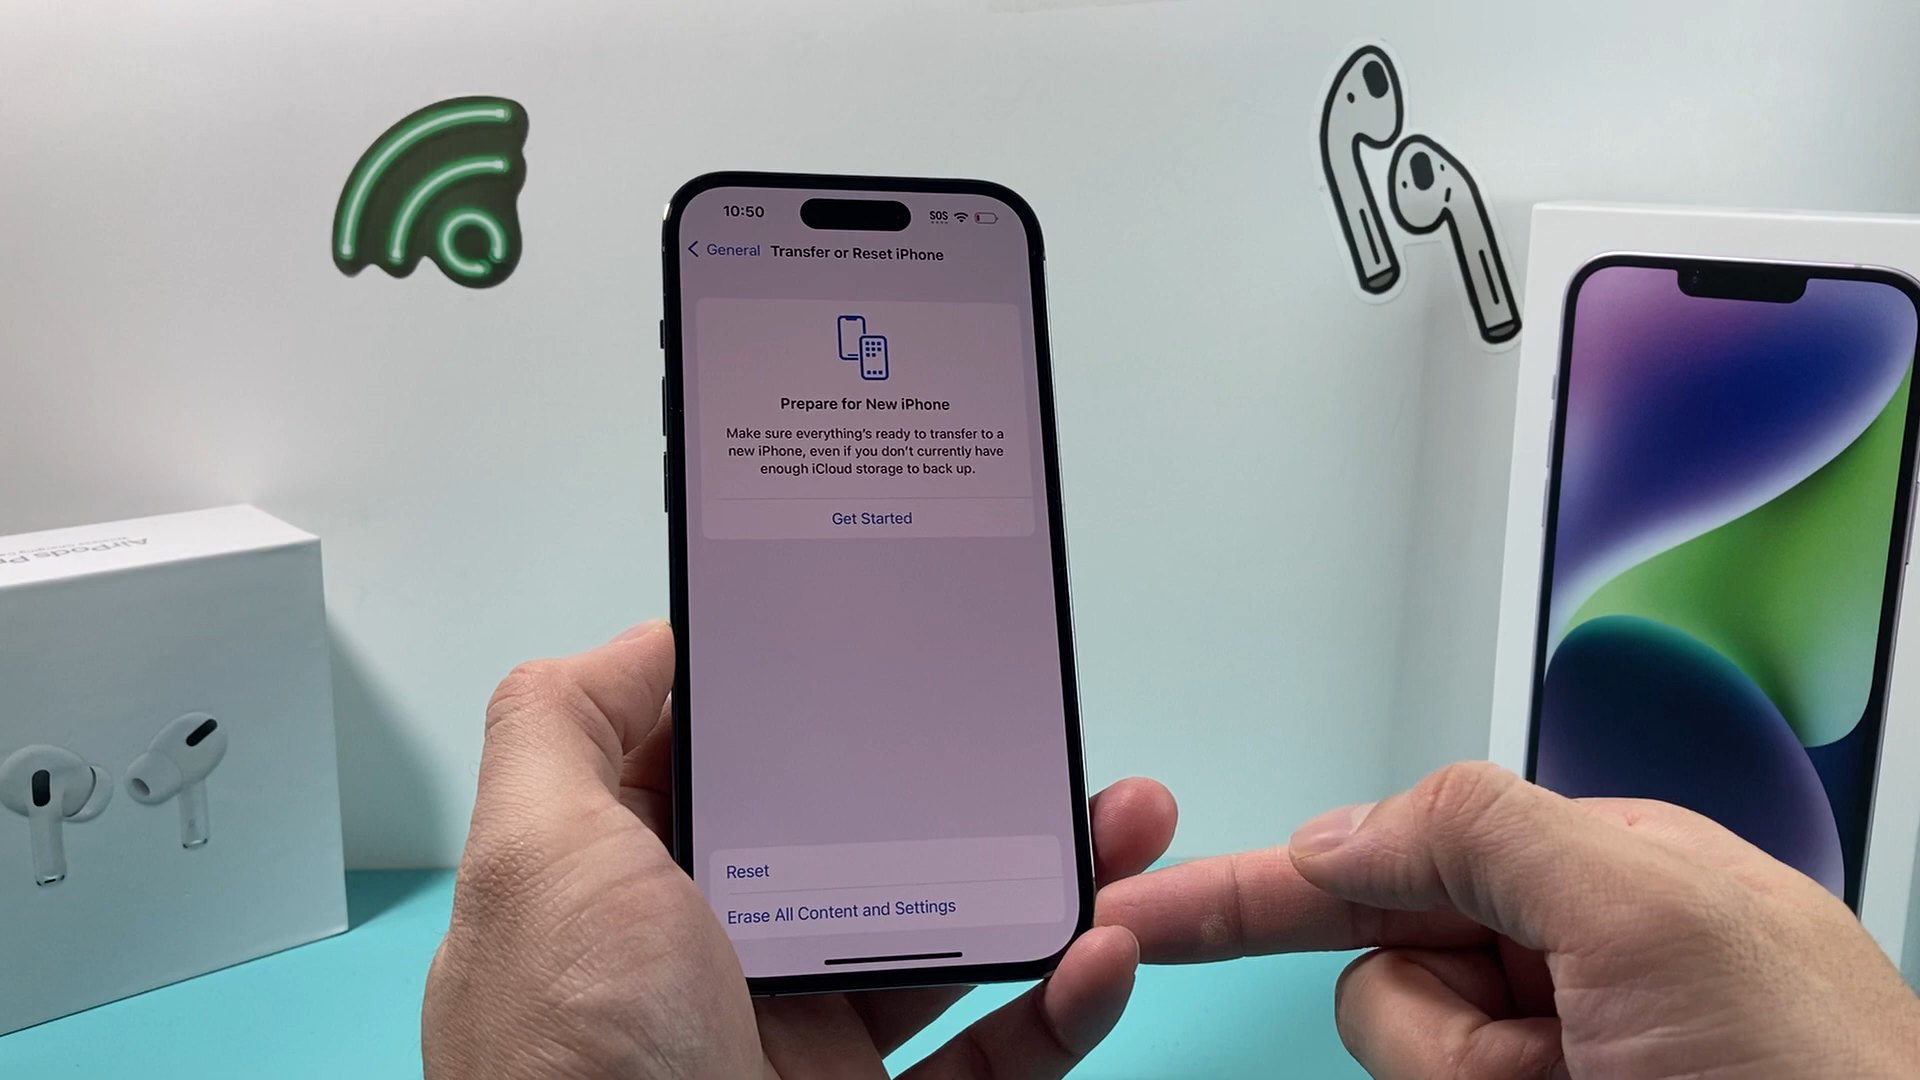 10:50
SOS
General
Transfer or Reset iPhone
Prepare for New iPhone
Make sure everything's ready to transfer to a
new iPhone, even if you don't currently have
enough iCloud storage to back up.
Get Started
Reset
Erase All Content and Settings
AirPods